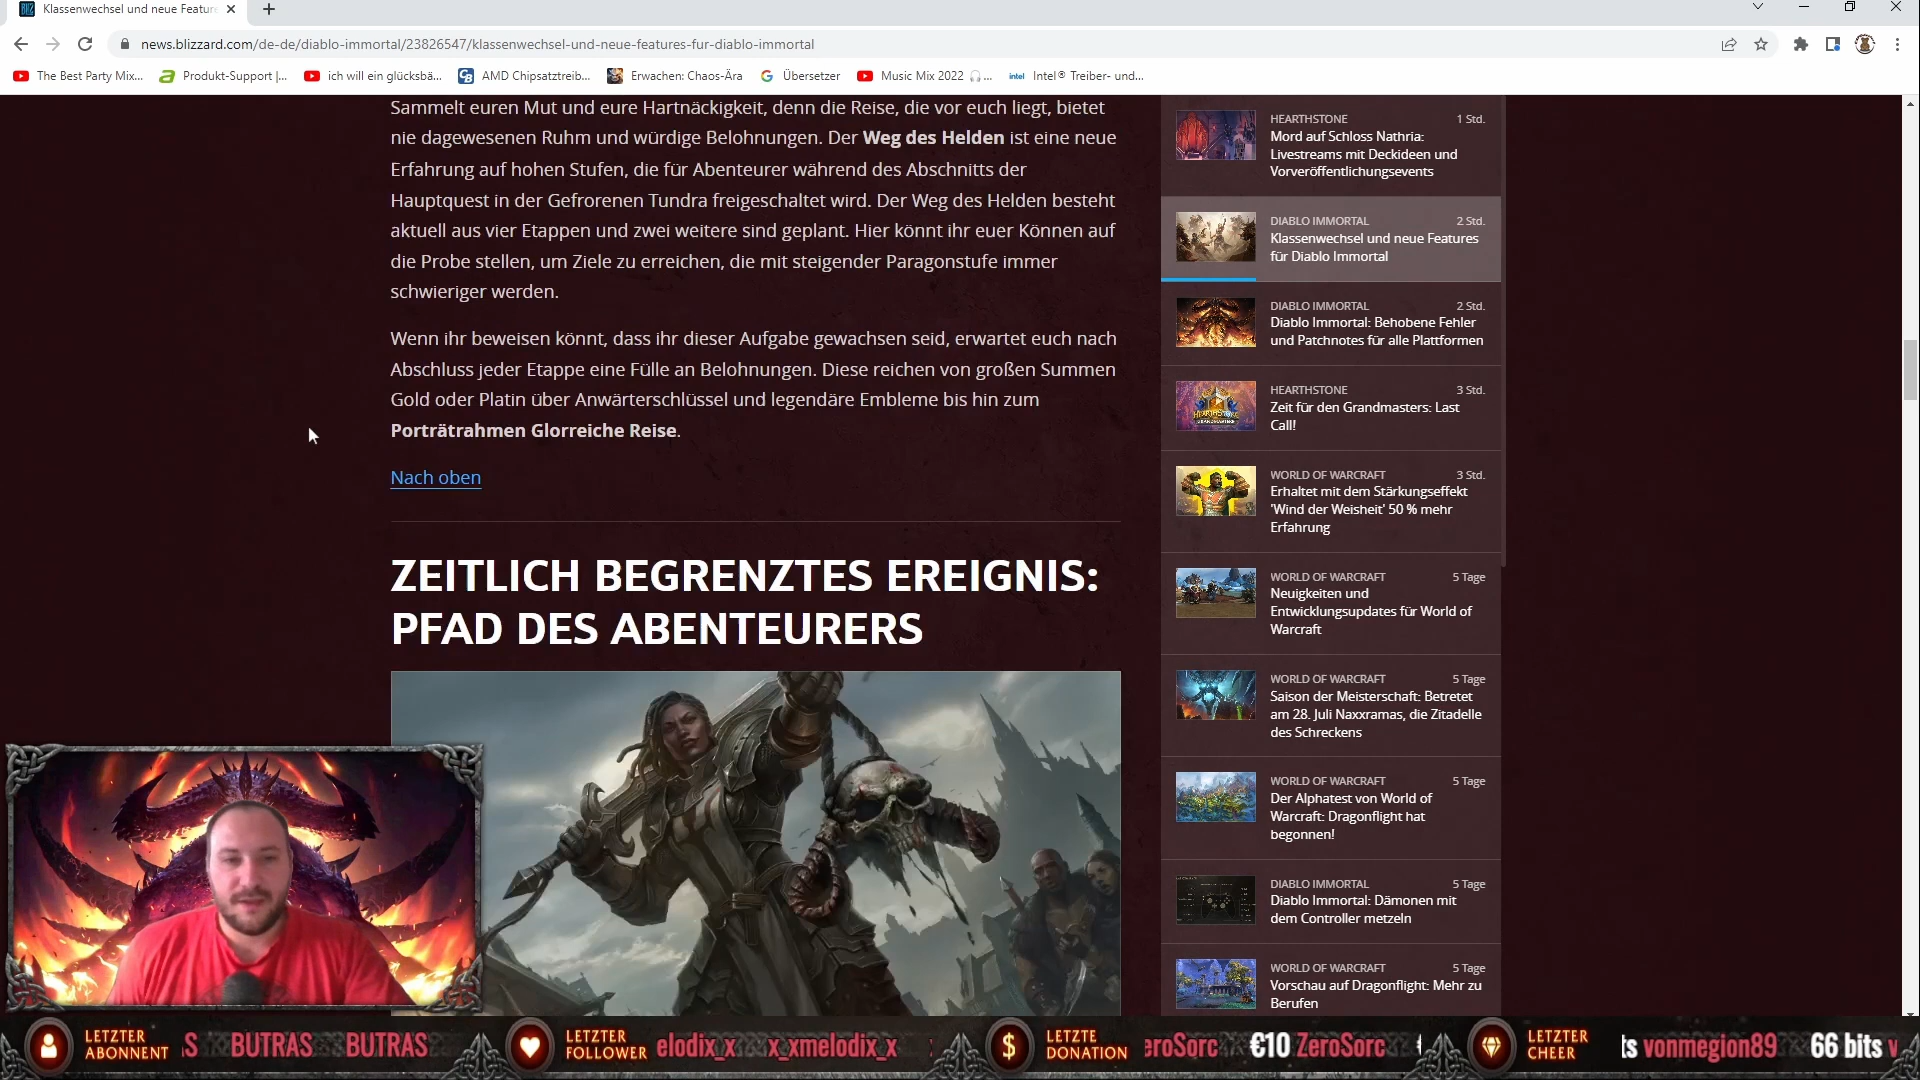 Klassenwechsel und neue Feature
news.blizzard.com/de-de/diablo-immortal/23826547/klassenwechsel-und-neue-features-fur-diablo-immortal
The Best Party Mix...
Produkt-Support |...
ich will ein glücksbä...
AMD Chipsatztreib...
Erwachen: Chaos-Ära
Übersetzer
Music Mix 2022 🎧...
intel Intel® Treiber- und...
Sammelt euren Mut und eure Hartnäckigkeit, denn die Reise, die vor euch liegt, bietet
nie dagewesenen Ruhm und würdige Belohnungen. Der Weg des Helden ist eine neue
Erfahrung auf hohen Stufen, die für Abenteurer während des Abschnitts der
Hauptquest in der Gefrorenen Tundra freigeschaltet wird. Der Weg des Helden besteht
aktuell aus vier Etappen und zwei weitere sind geplant. Hier könnt ihr euer Können auf
die Probe stellen, um Ziele zu erreichen, die mit steigender Paragonstufe immer
schwieriger werden.
Wenn ihr beweisen könnt, dass ihr dieser Aufgabe gewachsen seid, erwartet euch nach
Abschluss jeder Etappe eine Fülle an Belohnungen. Diese reichen von großen Summen
Gold oder Platin über Anwärterschlüssel und legendäre Embleme bis hin zum
Porträtrahmen Glorreiche Reise.
Nach oben
ZEITLICH BEGRENZTES EREIGNIS:
PFAD DES ABENTEURERS
HEARTHSTONE 1 Std.
Mord auf Schloss Nathria:
Livestreams mit Deckideen und
Vorveröffentlichungsevents
DIABLO IMMORTAL 2 Std.
Klassenwechsel und neue Features
für Diablo Immortal
DIABLO IMMORTAL 2 Std.
Diablo Immortal: Behobene Fehler
und Patchnotes für alle Plattformen
HEARTHSTONE 3 Std.
Zeit für den Grandmasters: Last
Call!
WORLD OF WARCRAFT 3 Std.
Erhaltet mit dem Stärkungseffekt
'Wind der Weisheit' 50 % mehr
Erfahrung
WORLD OF WARCRAFT 5 Tage
Neuigkeiten und
Entwicklungsupdates für World of
Warcraft
WORLD OF WARCRAFT 5 Tage
Saison der Meisterschaft: Betretet
am 28. Juli Naxxramas, die Zitadelle
des Schreckens
WORLD OF WARCRAFT 5 Tage
Der Alphatest von World of
Warcraft: Dragonflight hat
begonnen!
DIABLO IMMORTAL 5 Tage
Diablo Immortal: Dämonen mit
dem Controller metzeln
WORLD OF WARCRAFT 5 Tage
Vorschau auf Dragonflight: Mehr zu
Berufen
LETZTER
ABONNENT
S BUTRAS BUTRAS
LETZTER
FOLLOWER
elodix_x x_xmelodix_x
LETZTE
DONATION
eroSorc €10 ZeroSorc
LETZTER
CHEER
ts vonmegion89 66 bits v